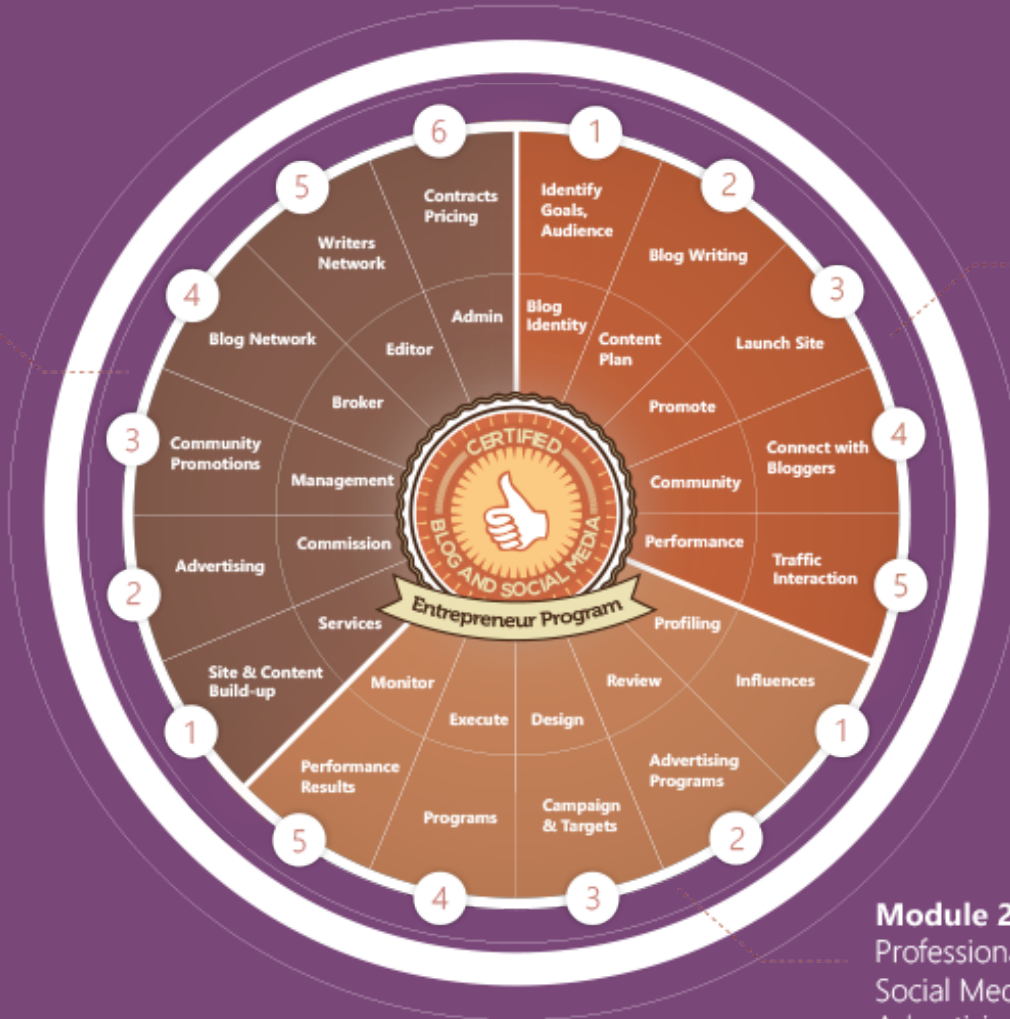 6
1
5
2
4
3
3
4
2
5
1
1
5
2
4
3
Contracts
Pricing
Identify
Goals,
Audience
Writers
Network
Blog Writing
Blog Network
Launch Site
Community
Promotions
Connect with
Bloggers
Advertising
Traffic
Interaction
Site & Content
Build-up
Influences
Performance
Results
Advertising
Programs
Programs
Campaign
& Targets
Admin
Blog
Identity
Editor
Content
Plan
Broker
Promote
Management
Community
Commission
Performance
Services
Profiling
Monitor
Review
Execute
Design
CERTIFIED
BLOG AND SOCIAL MEDIA
Entrepreneur Program
Module 2
Social